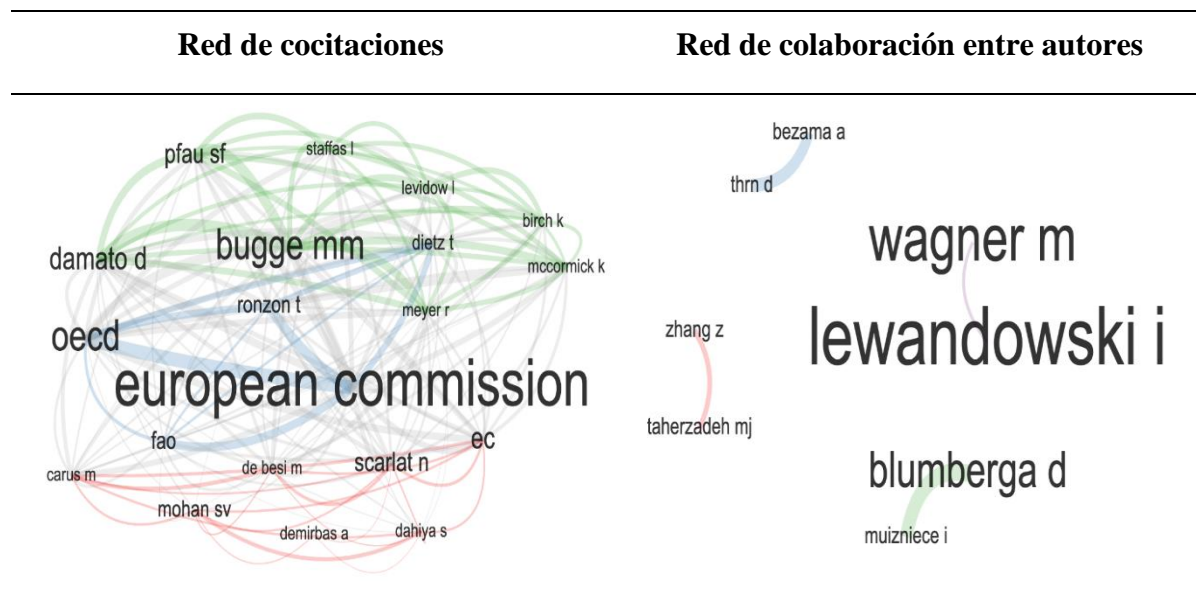 Red de cocitaciones
Red de colaboración entre autores
pfau sf
staffas l
levidow l
birch k
bugge mm
dietz t
damato d
mccormick k
ronzon t
meyer r
oecd
european commission
fao
ec
carus m
de besi m
scarlat n
mohan sv
demirbas a
dahiya s
bezama a
thrn d
wagner m
zhang z
lewandowski i
taherzadeh mj
blumberga d
muizniece i